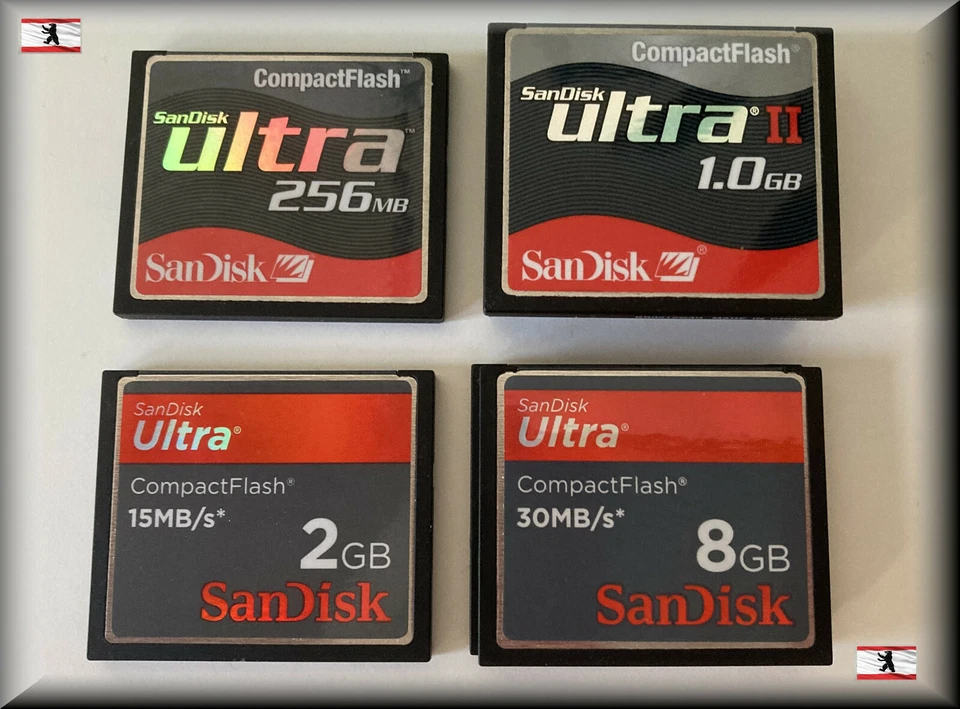 CompactFlash™
SanDisk
ultra™
256MB
SanDisk
CompactFlash®
SanDisk
ultra® II
1.0GB
SanDisk®
SanDisk
Ultra®
CompactFlash®
15MB/s*
2GB
SanDisk
SanDisk
Ultra®
CompactFlash®
30MB/s*
8GB
SanDisk